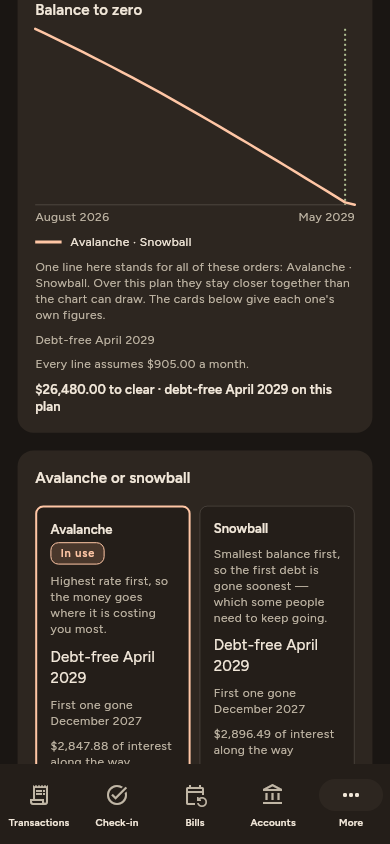 Balance to zero
August 2026
May 2029
Avalanche · Snowball
One line here stands for all of these orders: Avalanche ·
Snowball. Over this plan they stay closer together than
the chart can draw. The cards below give each one's
own figures.
Debt-free April 2029
Every line assumes $905.00 a month.
$26,480.00 to clear · debt-free April 2029 on this
plan
Avalanche or snowball
Avalanche
In use
Highest rate first, so
the money goes
where it is costing
you most.
Debt-free April
2029
First one gone
December 2027
$2,847.88 of interest
along the way
Snowball
Smallest balance first,
so the first debt is
gone soonest —
which some people
need to keep going.
Debt-free April
2029
First one gone
December 2027
$2,896.49 of interest
along the way
Transactions
Check-in
Bills
Accounts
More